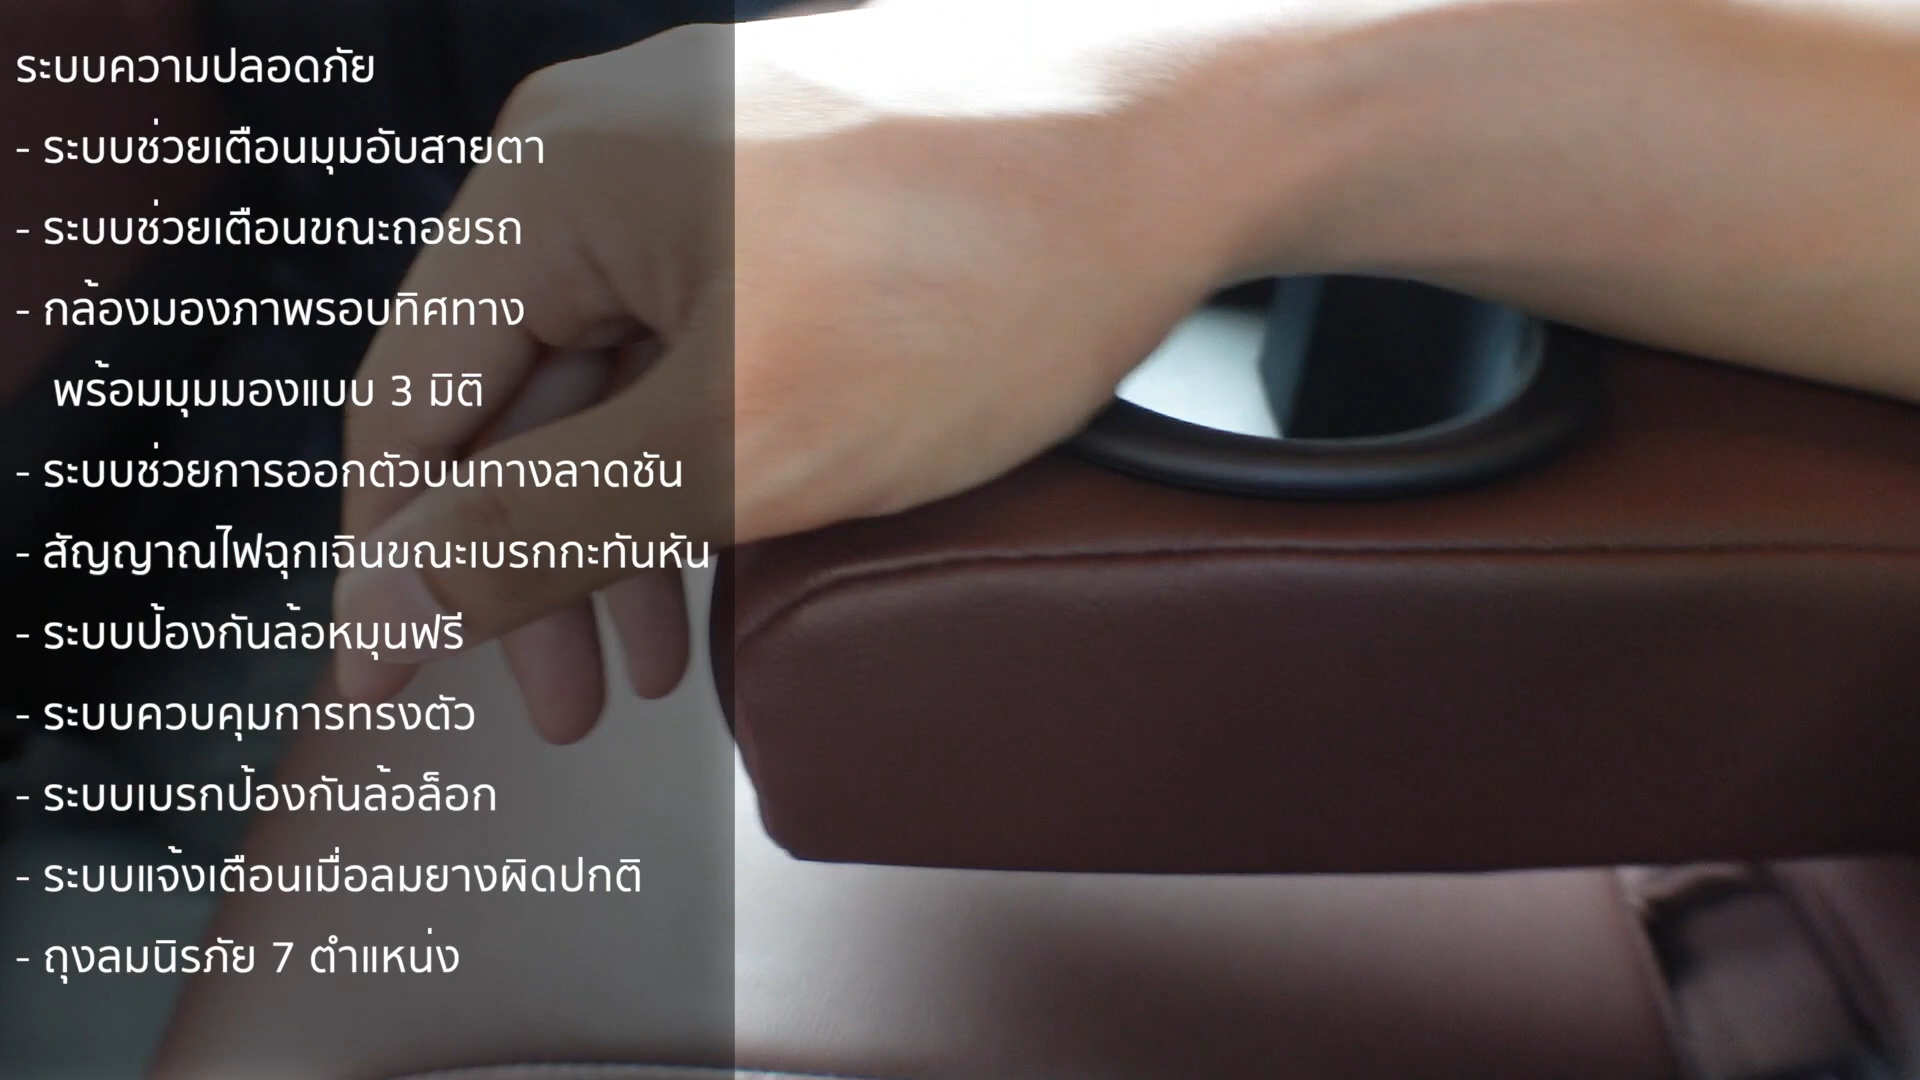 ระบบความปลอดภัย
- ระบบช่วยเตือนมุมอับสายตา
- ระบบช่วยเตือนขณะถอยรถ
- กล้องมองภาพรอบทิศทาง
พร้อมมุมมองแบบ 3 มิติ
- ระบบช่วยการออกตัวบนทางลาดชัน
- สัญญาณไฟฉุกเฉินขณะเบรกกะทันหัน
- ระบบป้องกันล้อหมุนฟรี
- ระบบควบคุมการทรงตัว
- ระบบเบรกป้องกันล้อล็อก
- ระบบแจ้งเตือนเมื่อลมยางผิดปกติ
- ถุงลมนิรภัย 7 ตำแหน่ง